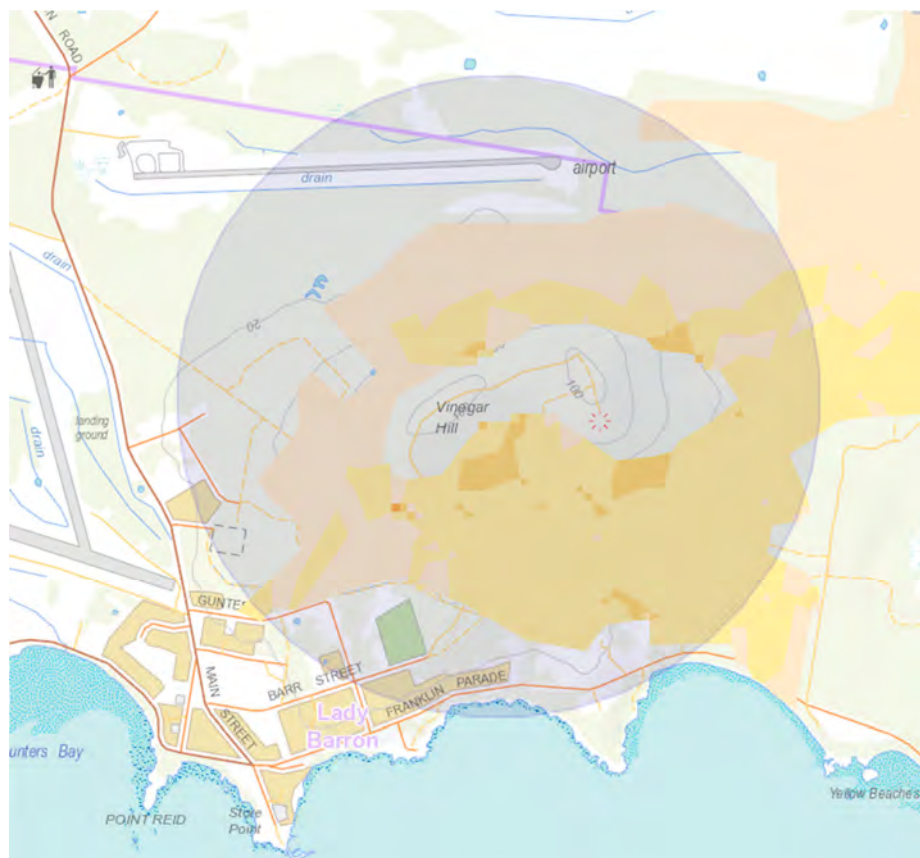 ROAD
airport
drain
drain
20
100
Vinegar
Hill
landing
ground
drain
GUNTE
MAIN
STREET
BARR STREET
FRANKLIN PARADE
Lady
Barron
unters Bay
Yellow Beaches
POINT REID
Store
Point